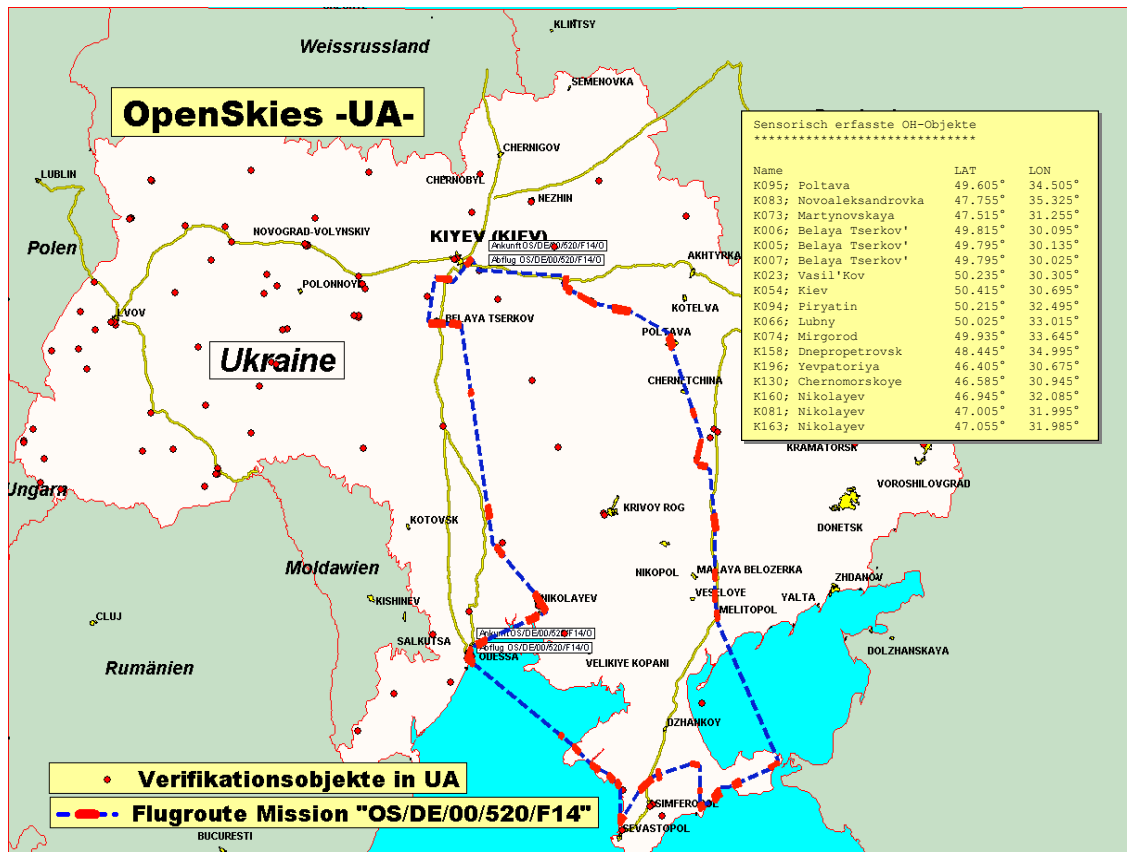 KLINTSY
Weissrussland
SEMENOVKA
OpenSkies -UA-
Sensorisch erfasste OH-Objekte
******************************
Name LAT LON
K095; Poltava 49.605° 34.505°
K083; Novoaleksandrovka 47.755° 35.325°
K073; Martynovskaya 47.515° 31.255°
K006; Belaya Tserkov' 49.815° 30.095°
K005; Belaya Tserkov' 49.795° 30.135°
K007; Belaya Tserkov' 49.795° 30.025°
K023; Vasil'Kov 50.235° 30.305°
K054; Kiev 50.415° 30.695°
K094; Piryatin 50.215° 32.495°
K066; Lubny 50.025° 33.015°
K074; Mirgorod 49.935° 33.645°
K158; Dnepropetrovsk 48.445° 34.995°
K196; Yevpatoriya 46.405° 30.675°
K130; Chernomorskoye 46.585° 30.945°
K160; Nikolayev 46.945° 32.085°
K081; Nikolayev 47.005° 31.995°
K163; Nikolayev 47.055° 31.985°
CHERNIGOV
LUBLIN
CHERNOBYL
NEZHIN
Polen
NOVOGRAD-VOLYNSKIY
KIYEV (KIEV)
Ankunft OS/DE/00/520/F14/O
Abflug OS/DE/00/520/F14/O
AKHTYRKA
POLONNOYE
KOTELVA
LVOV
BELAYA TSERKOV
POLTAVA
Ukraine
CHERNETCHINA
KRAMATORSK
Ungarn
VOROSHILOVGRAD
KRIVOY ROG
KOTOVSK
DONETSK
Moldawien
NIKOPOL
MALAYA BELOZERKA
ZHDANOV
KISHINEV
NIKOLAYEV
VESELOYE
YALTA
CLUJ
MELITOPOL
SALKUTSA
Ankunft OS/DE/00/520/F14/O
Abflug OS/DE/00/520/F14/O
ODESSA
DOLZHANSKAYA
VELIKIYE KOPANI
Rumänien
DZHANKOY
Verifikationsobjekte in UA
SIMFEROPOL
Flugroute Mission "OS/DE/00/520/F14"
SEVASTOPOL
BUCURESTI